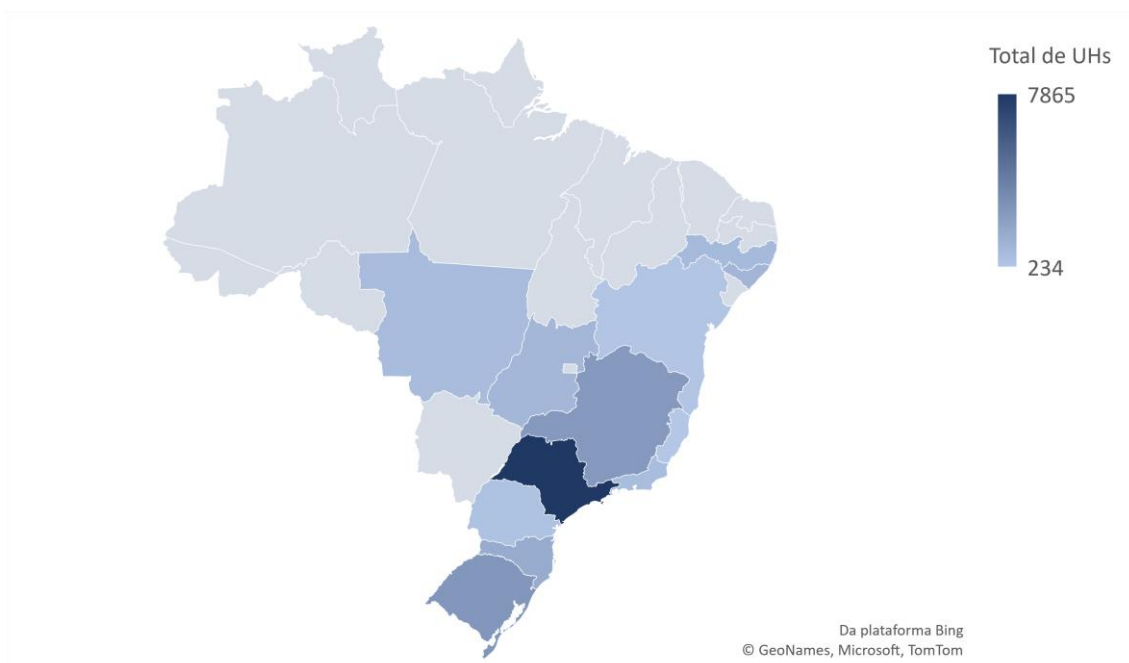 Total de UHs
7865
234
Da plataforma Bing
© GeoNames, Microsoft, TomTom